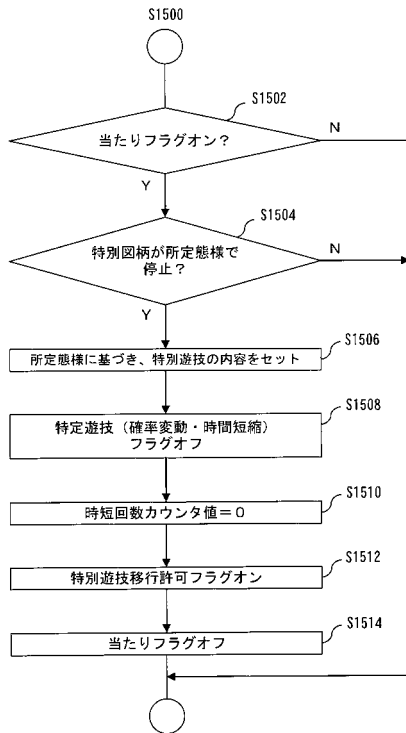 S1500
S1502
当たりフラグオン？
N
Y
S1504
特別図柄が所定態様で
停止？
N
Y
S1506
所定態様に基づき、特別遊技の内容をセット
S1508
特定遊技（確率変動・時間短縮）
フラグオフ
S1510
時短回数カウンタ値＝０
S1512
特別遊技移行許可フラグオン
S1514
当たりフラグオフ